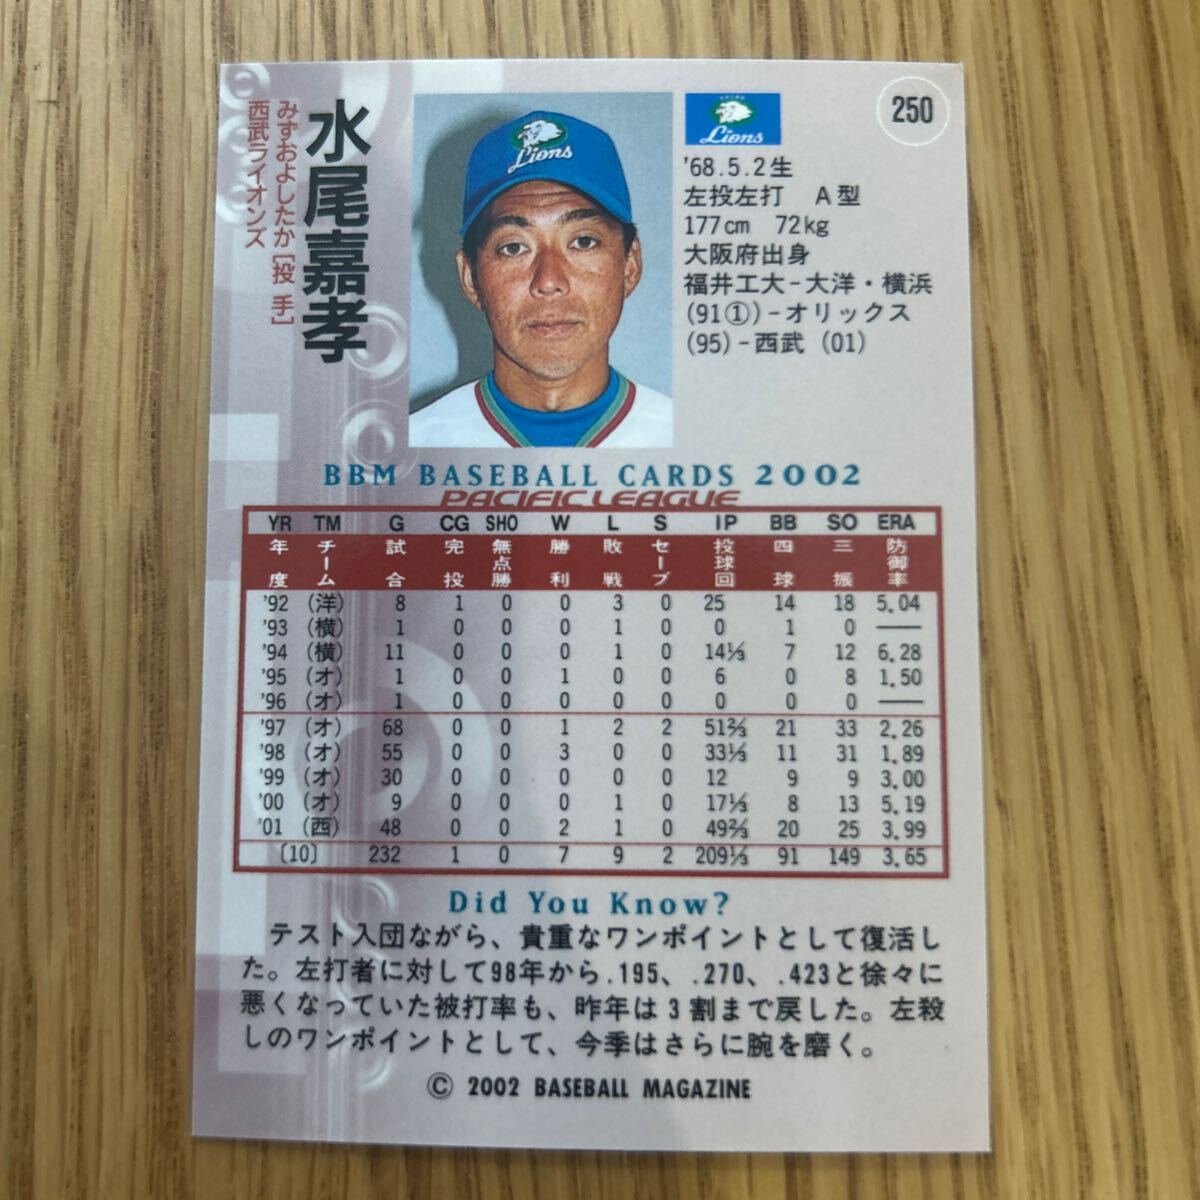 250
水尾嘉孝
みずおよしたか[投 手]
西武ライオンズ
Lions
Lions
'68.5.2生
左投左打 A型
177cm 72kg
大阪府出身
福井工大-大洋・横浜
(91①))-オリックス
(95)-西武 (01)
BBM BASEBALL CARDS 2002
PACIFIC LEAGUE
YR TM G CG SHO W L S IP BB SO ERA
年度 チーム 試合 完投 無点勝 勝利 敗戦 セーブ 投球回 四球 三振 防御率
'92 (洋) 8 1 0 0 3 0 25 14 18 5.04
'93 (横) 1 0 0 0 1 0 0 1 0 ──
'94 (横) 11 0 0 0 1 0 14⅓ 7 12 6.28
'95 (オ) 1 0 0 1 0 0 6 0 8 1.50
'96 (オ) 1 0 0 0 0 0 0 0 0 ──
'97 (オ) 68 0 0 1 2 2 51⅔ 21 33 2.26
'98 (オ) 55 0 0 3 0 0 33⅓ 11 31 1.89
'99 (オ) 30 0 0 0 0 0 12 9 9 3.00
'00 (オ) 9 0 0 0 1 0 17⅓ 8 13 5.19
'01 (西) 48 0 0 2 1 0 49⅔ 20 25 3.99
[10] 232 1 0 7 9 2 209⅓ 91 149 3.65
Did You Know?
テスト入団ながら、貴重なワンポイントとして復活し
た。左打者に対して98年から.195、.270、.423と徐々に
悪くなっていた被打率も、昨年は3割まで戻した。左殺
しのワンポイントとして、今季はさらに腕を磨く。
© 2002 BASEBALL MAGAZINE